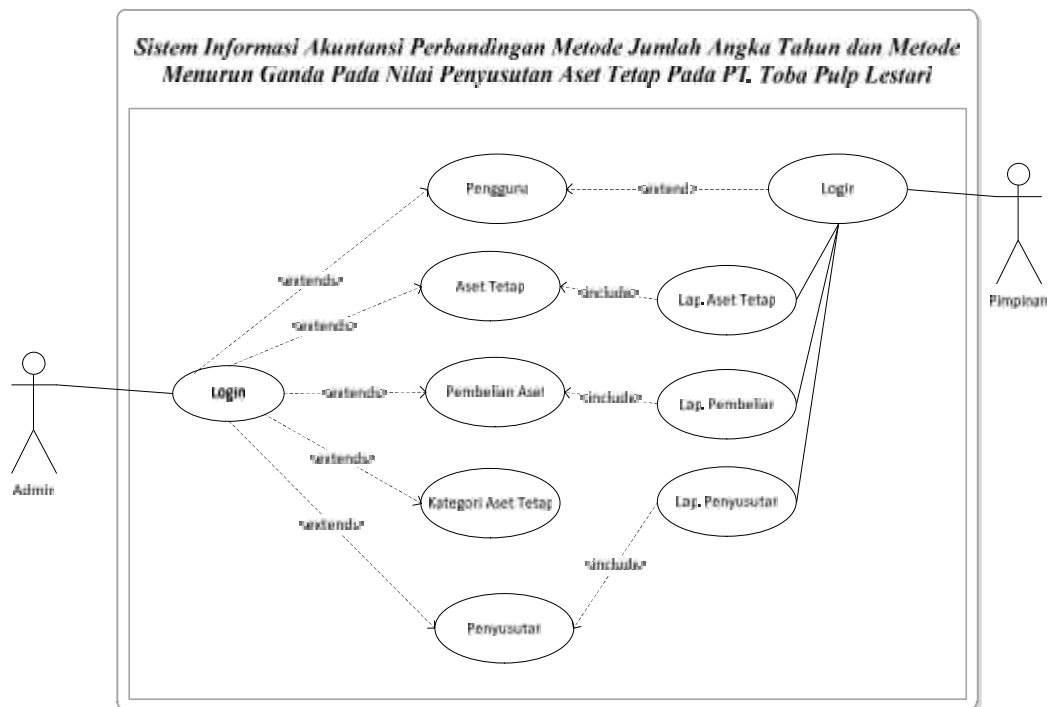 Sistem Informasi Akuntansi Perbandingan Metode Jumlah Angka Tahun dan Metode
Menurun Ganda Pada Nilai Penyusutan Aset Tetap Pada PT. Toba Pulp Lestari
Pengguna
«extend»
Login
«extends»
Aset Tetap
«include»
Lap. Aset Tetap
Pimpinan
«extends»
Login
«extends»
Pembelian Aset
«include»
Lap. Pembelian
Admin
«extends»
Kategori Aset Tetap
Lap. Penyusutan
«extends»
«include»
Penyusutan